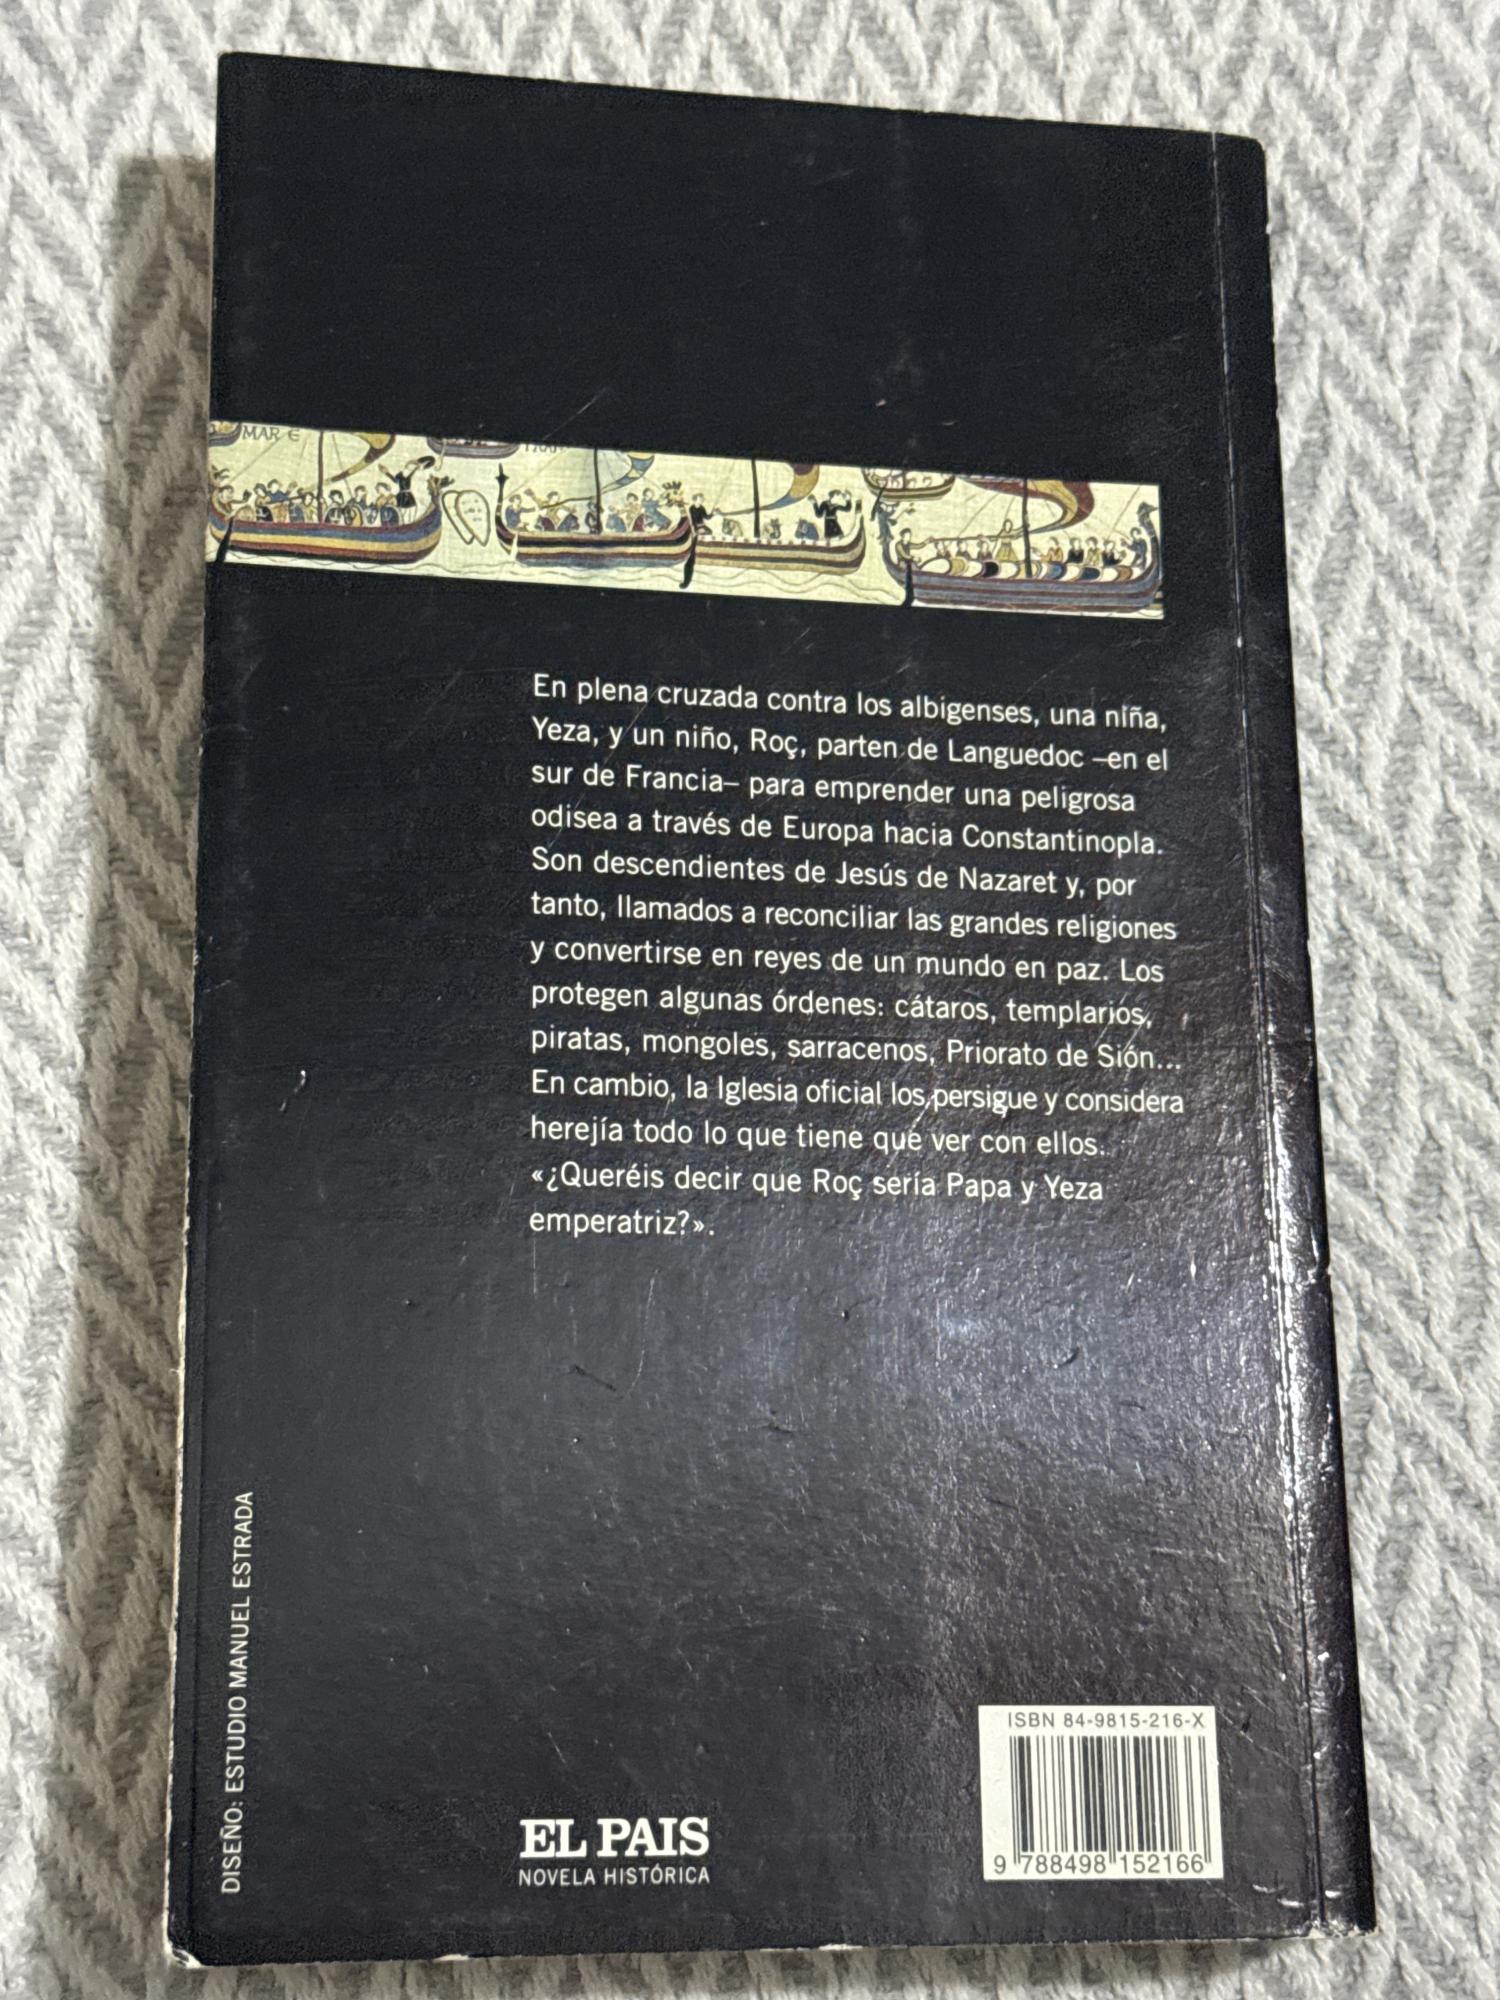 MAR E
En plena cruzada contra los albigenses, una niña,
Yeza, y un niño, Roç, parten de Languedoc –en el
sur de Francia– para emprender una peligrosa
odisea a través de Europa hacia Constantinopla.
Son descendientes de Jesús de Nazaret y, por
tanto, llamados a reconciliar las grandes religiones
y convertirse en reyes de un mundo en paz. Los
protegen algunas órdenes: cátaros, templarios,
piratas, mongoles, sarracenos, Priorato de Sión...
En cambio, la Iglesia oficial los persigue y considera
herejía todo lo que tiene que ver con ellos.
«¿Queréis decir que Roç sería Papa y Yeza
emperatriz?».
DISEÑO: ESTUDIO MANUEL ESTRADA
EL PAIS
NOVELA HISTÓRICA
ISBN 84-9815-216-X
9 788498 152166